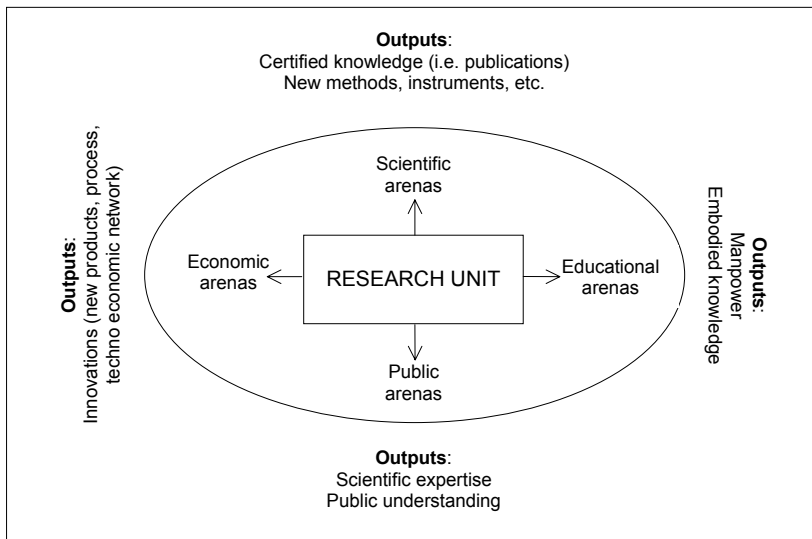 Outputs:
Certified knowledge (i.e. publications)
New methods, instruments, etc.
Scientific
arenas
Outputs:
Innovations (new products, process,
techno economic network)
Economic
arenas
RESEARCH UNIT
Educational
arenas
Outputs:
Manpower
Embodied knowledge
Public
arenas
Outputs:
Scientific expertise
Public understanding